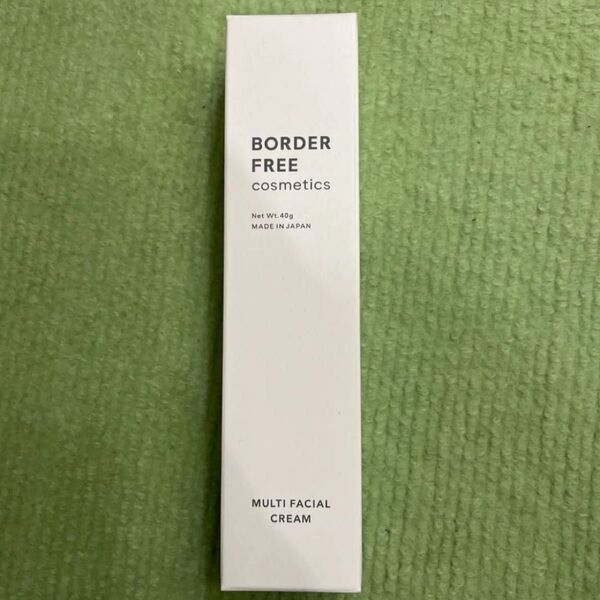 BORDER
FREE
cosmetics
Net Wt. 40g
MADE IN JAPAN
MULTI FACIAL
CREAM